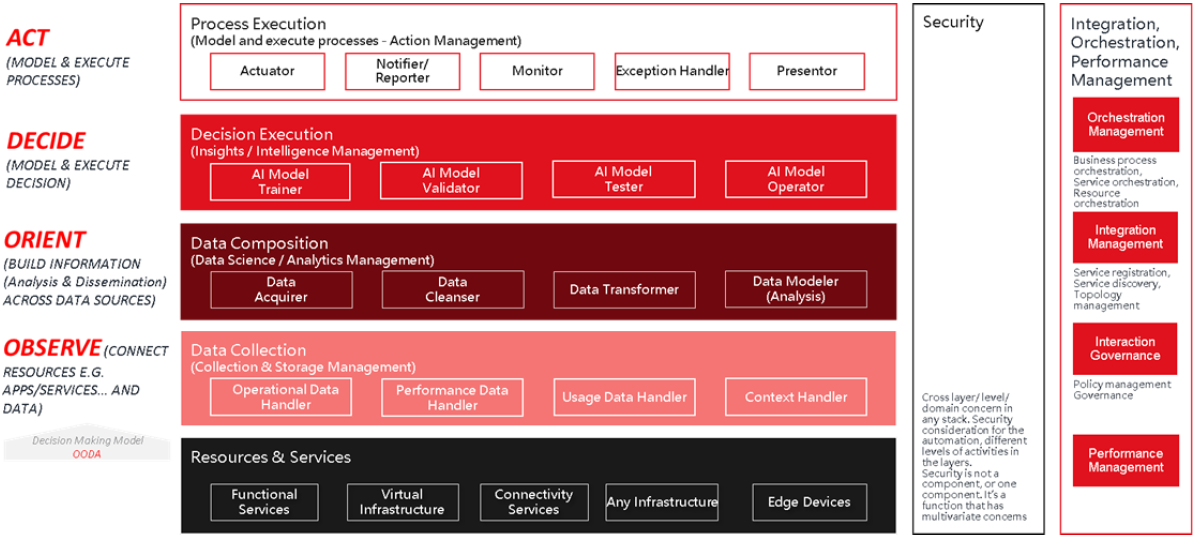 ACT
(MODEL & EXECUTE
PROCESSES)
Process Execution
(Model and execute processes - Action Management)
Actuator
Notifier/
Reporter
Monitor
Exception Handler
Presentor
DECIDE
(MODEL & EXECUTE
DECISION)
Decision Execution
(Insights / Intelligence Management)
AI Model
Trainer
AI Model
Validator
AI Model
Tester
AI Model
Operator
ORIENT
(BUILD INFORMATION
(Analysis & Dissemination)
ACROSS DATA SOURCES)
Data Composition
(Data Science / Analytics Management)
Data
Acquirer
Data
Cleanser
Data Transformer
Data Modeler
(Analysis)
OBSERVE (CONNECT
RESOURCES E.G.
APPS/SERVICES... AND
DATA)
Decision Making Model
OODA
Data Collection
(Collection & Storage Management)
Operational Data
Handler
Performance Data
Handler
Usage Data Handler
Context Handler
Resources & Services
Functional
Services
Virtual
Infrastructure
Connectivity
Services
Any Infrastructure
Edge Devices
Security
Cross layer/ level/
domain concern in
any stack. Security
consideration for the
automation, different
levels of activities in
the layers.
Security is not a
component, or one
component. It's a
function that has
multivariate concerns
Integration,
Orchestration,
Performance
Management
Orchestration
Management
Business process
orchestration,
Service orchestration,
Resource
orchestration
Integration
Management
Service registration,
Service discovery,
Topology
management
Interaction
Governance
Policy management
Governance
Performance
Management